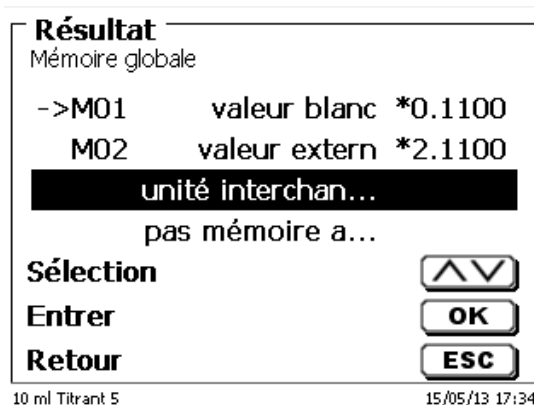 Résultat
Mémoire globale
->M01 valeur blanc *0.1100
M02 valeur extern *2.1100
unité interchan...
pas mémoire a...
Sélection
Entrer OK
Retour ESC
10 ml Titrant 5 15/05/13 17:34